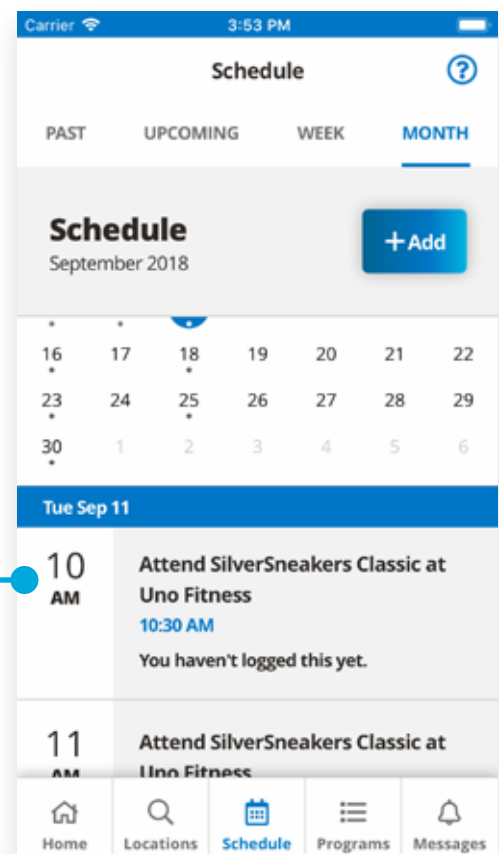 Carrier 3:53 PM
Schedule ?
PAST UPCOMING WEEK MONTH
Schedule
+Add
September 2018
16 17 18 19 20 21 22
23 24 25 26 27 28 29
30 1 2 3 4 5 6
Tue Sep 11
10
AM
Attend SilverSneakers Classic at
Uno Fitness
10:30 AM
You haven't logged this yet.
11
AM
Attend SilverSneakers Classic at
Uno Fitness
Home Locations Schedule Programs Messages